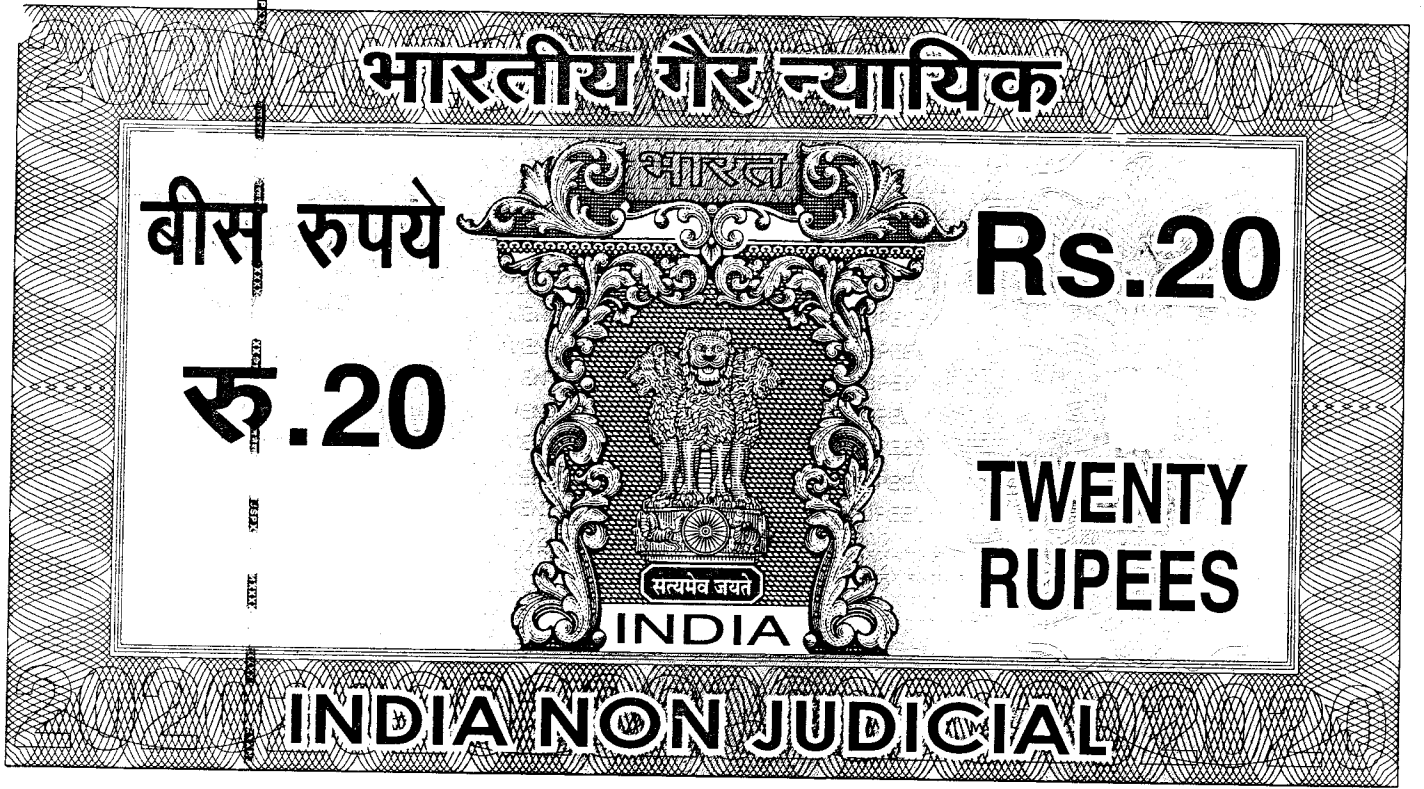 भारतीय गैर न्यायिक
भारत
बीस रुपये
Rs.20
रु.20
TWENTY
RUPEES
सत्यमेव जयते
INDIA
INDIA NON JUDICIAL